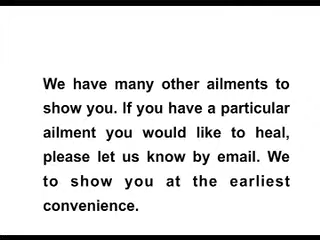 We have many other ailments to
show you. If you have a particular
ailment you would like to heal,
please let us know by email. We
to show you at the earliest
convenience.